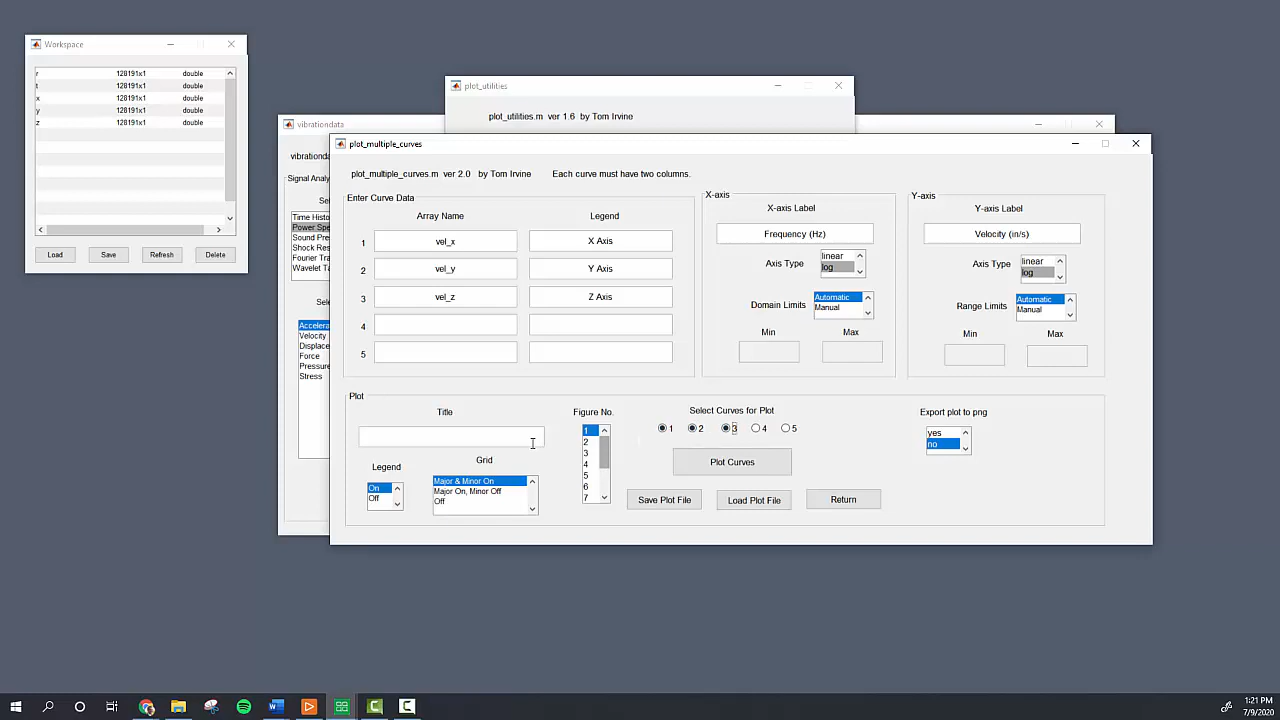 Workspace
r 128191x1 double
t 128191x1 double
x 128191x1 double
y 128191x1 double
z 128191x1 double
Load Save Refresh Delete
plot_utilities
plot_utilities.m ver 1.6 by Tom Irvine
vibrationdata
vibrationda
Signal Analy
Sel
Time Histo
Power Spe
Sound Pre
Shock Res
Fourier Tra
Wavelet Ta
Sele
Accelera
Velocity
Displace
Force
Pressure
Stress
plot_multiple_curves
plot_multiple_curves.m ver 2.0 by Tom Irvine Each curve must have two columns.
Enter Curve Data
Array Name Legend
1 vel_x X Axis
2 vel_y Y Axis
3 vel_z Z Axis
4
5
X-axis
X-axis Label
Frequency (Hz)
Axis Type linear
log
Domain Limits Automatic
Manual
Min Max
Y-axis
Y-axis Label
Velocity (in/s)
Axis Type linear
log
Range Limits Automatic
Manual
Min Max
Plot
Title
Legend
On
Off
Grid
Major & Minor On
Major On, Minor Off
Off
Figure No.
1
2
3
4
5
6
7
Select Curves for Plot
1 2 3 4 5
Plot Curves
Save Plot File Load Plot File Return
Export plot to png
yes
no
1:21 PM
7/9/2020